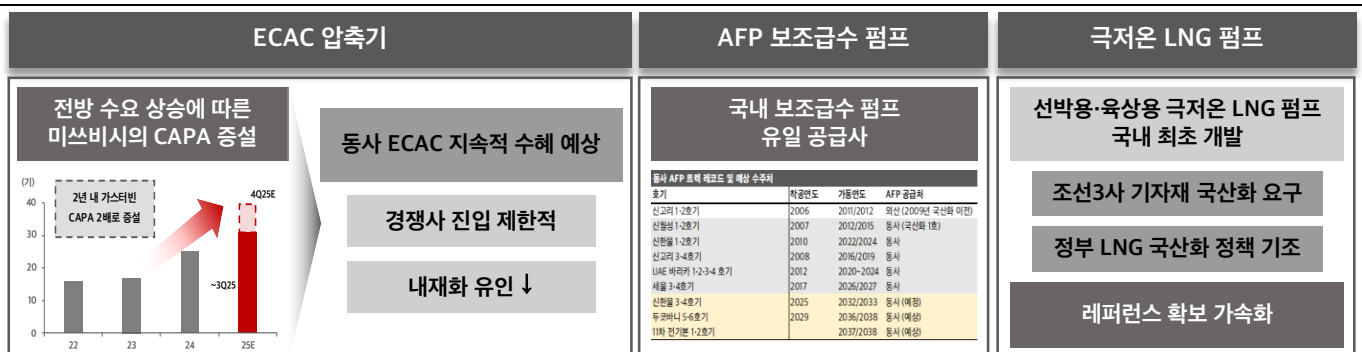 ECAC 압축기
전방 수요 상승에 따른
미쓰비시의 CAPA 증설
(기)
2년 내 가스터빈
CAPA 2배로 증설
4Q25E
~3Q25
40
30
20
10
0
22 23 24 25E
동사 ECAC 지속적 수혜 예상
경쟁사 진입 제한적
내재화 유인 ↓
AFP 보조급수 펌프
국내 보조급수 펌프
유일 공급사
동사 AFP 트랙 레코드 및 예상 수주처
호기 착공연도 가동연도 AFP 공급처
신고리 1·2호기 2006 2011/2012 외산 (2009년 국산화 이전)
신월성 1·2호기 2007 2012/2015 동사 (국산화 1호)
신한울 1·2호기 2010 2022/2024 동사
신고리 3·4호기 2008 2016/2019 동사
UAE 바라카 1·2·3·4 호기 2012 2020~2024 동사
새울 3·4호기 2017 2026/2027 동사
신한울 3·4호기 2025 2032/2033 동사 (예정)
두코바니 5·6호기 2029 2036/2038 동사 (예상)
11차 전기본 1·2호기 2037/2038 동사 (예상)
극저온 LNG 펌프
선박용·육상용 극저온 LNG 펌프
국내 최초 개발
조선3사 기자재 국산화 요구
정부 LNG 국산화 정책 기조
레퍼런스 확보 가속화